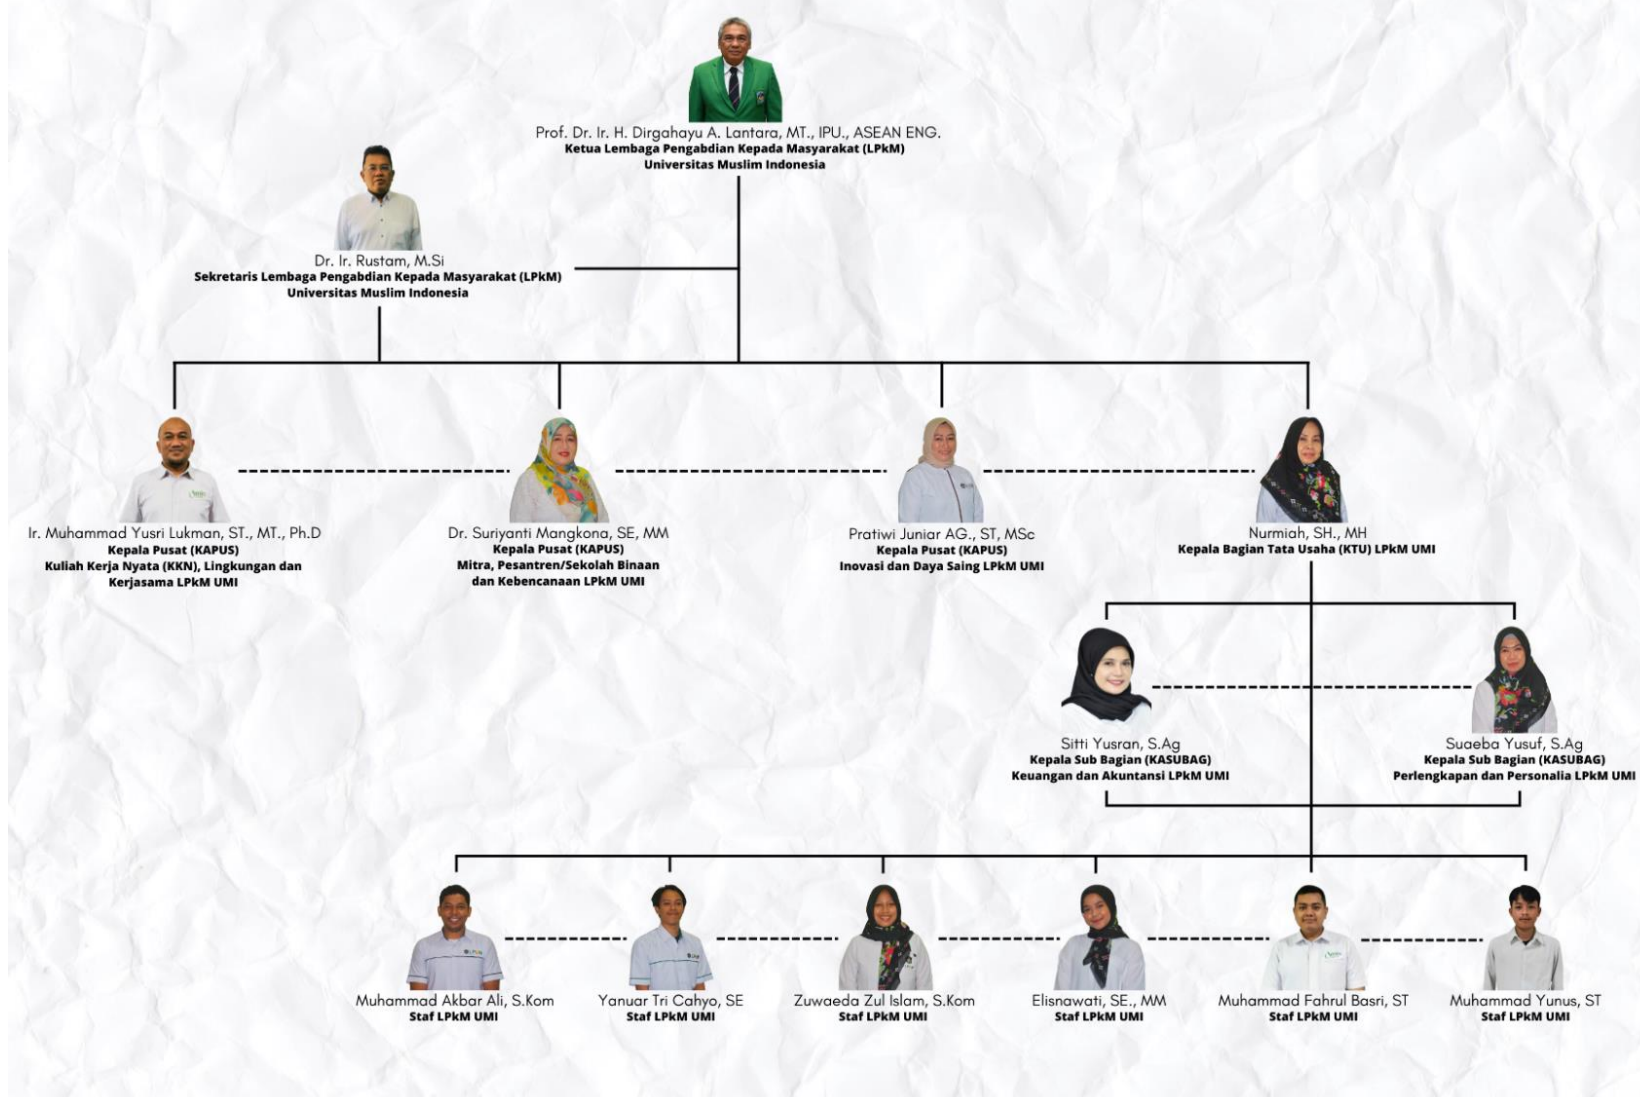 Prof. Dr. Ir. H. Dirgahayu A. Lantara, MT., IPU., ASEAN ENG.
Ketua Lembaga Pengabdian Kepada Masyarakat (LPkM)
Universitas Muslim Indonesia
Dr. Ir. Rustam, M.Si
Sekretaris Lembaga Pengabdian Kepada Masyarakat (LPkM)
Universitas Muslim Indonesia
Ir. Muhammad Yusri Lukman, ST., MT., Ph.D
Kepala Pusat (KAPUS)
Kuliah Kerja Nyata (KKN), Lingkungan dan
Kerjasama LPkM UMI
Dr. Suriyanti Mangkona, SE, MM
Kepala Pusat (KAPUS)
Mitra, Pesantren/Sekolah Binaan
dan Kebencanaan LPkM UMI
Pratiwi Juniar AG., ST, MSc
Kepala Pusat (KAPUS)
Inovasi dan Daya Saing LPkM UMI
Nurmiah, SH., MH
Kepala Bagian Tata Usaha (KTU) LPkM UMI
Sitti Yusran, S.Ag
Kepala Sub Bagian (KASUBAG)
Keuangan dan Akuntansi LPkM UMI
Suaeba Yusuf, S.Ag
Kepala Sub Bagian (KASUBAG)
Perlengkapan dan Personalia LPkM UMI
Muhammad Akbar Ali, S.Kom
Staf LPkM UMI
Yanuar Tri Cahyo, SE
Staf LPkM UMI
Zuwaeda Zul Islam, S.Kom
Staf LPkM UMI
Elisnawati, SE., MM
Staf LPkM UMI
Muhammad Fahrul Basri, ST
Staf LPkM UMI
Muhammad Yunus, ST
Staf LPkM UMI